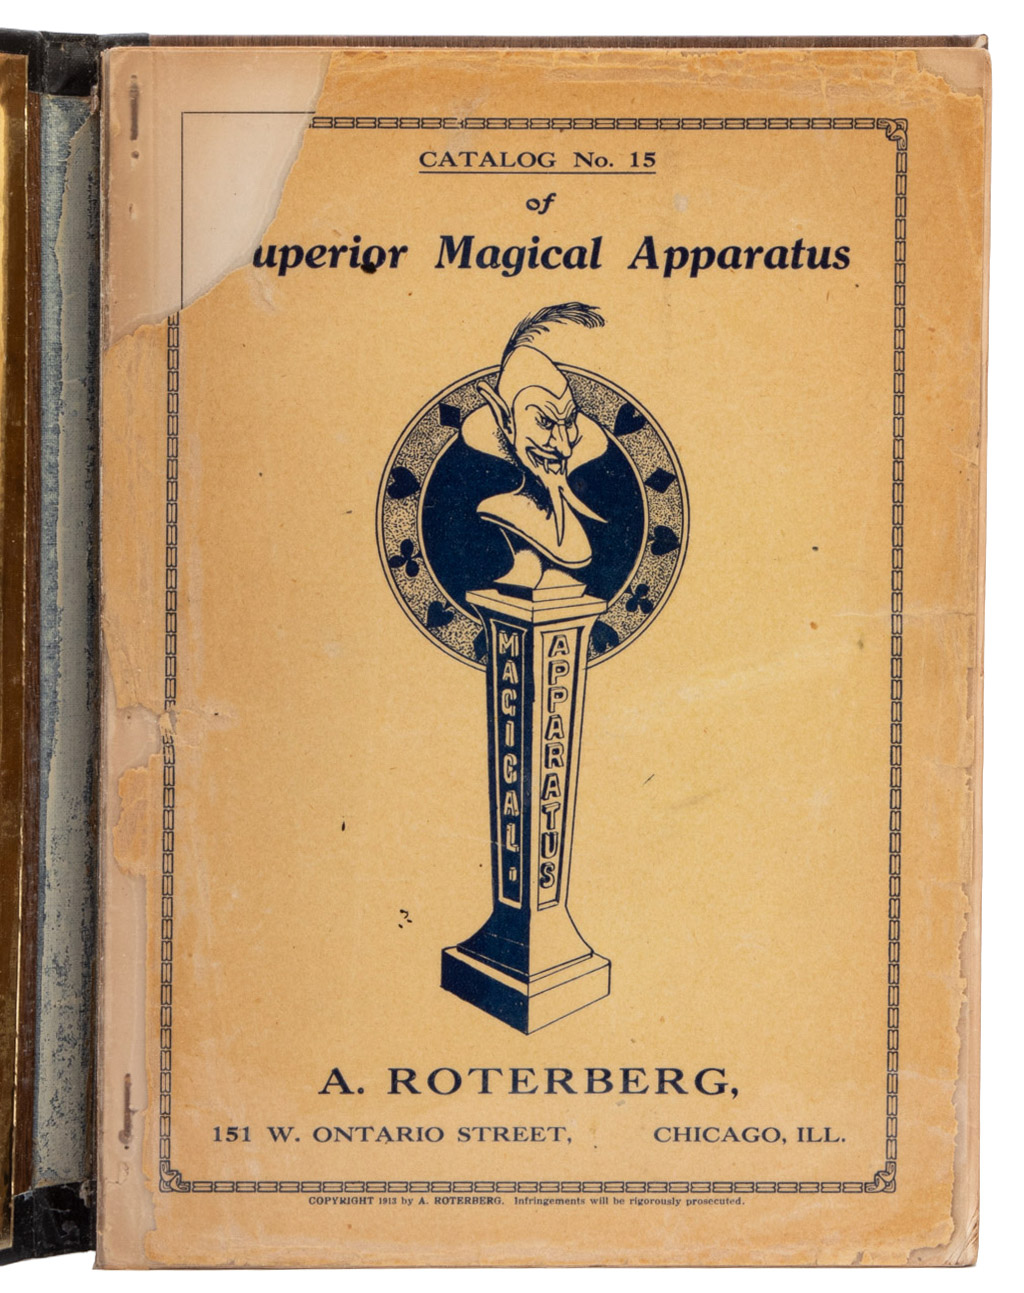 CATALOG No. 15
of
uperior Magical Apparatus
MAGICAL
APPARATUS
A. ROTERBERG,
151 W. ONTARIO STREET, CHICAGO, ILL.
COPYRIGHT 1913 by A. ROTERBERG. Infringements will be rigorously prosecuted.